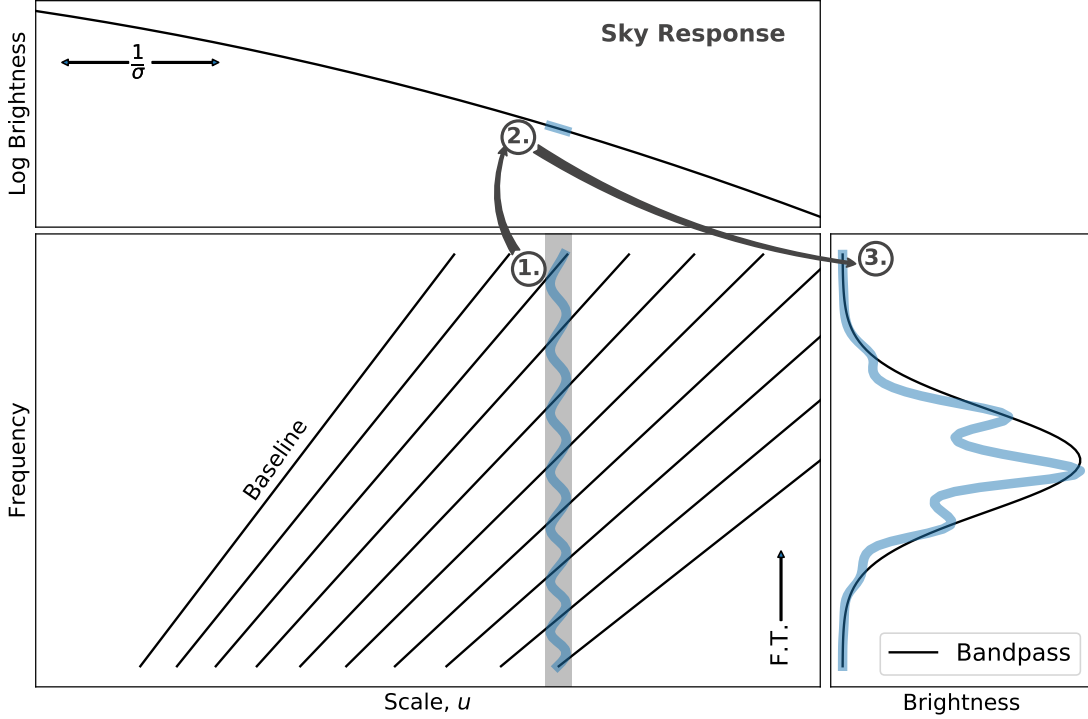 Sky Response
Log Brightness
1
σ
2.
1.
3.
Baseline
Frequency
F.T.
Bandpass
Scale, u
Brightness